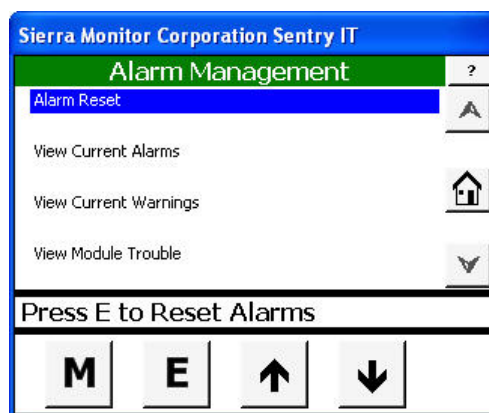 Sierra Monitor Corporation Sentry IT
Alarm Management
?
Alarm Reset
View Current Alarms
View Current Warnings
View Module Trouble
Press E to Reset Alarms
M E